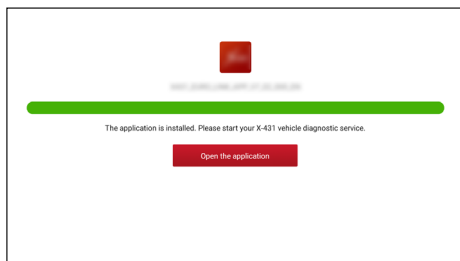 The application is installed. Please start your X-431 vehicle diagnostic service.
Open the application